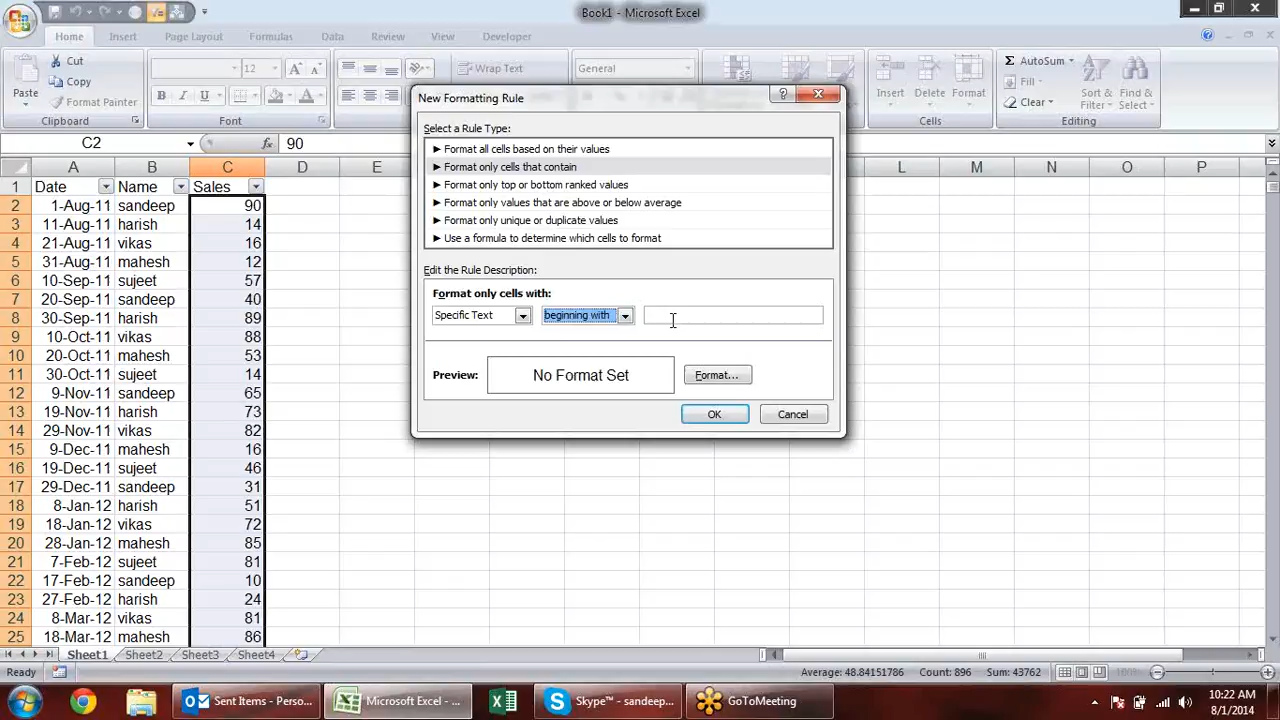 Book1 - Microsoft Excel
Home Insert Page Layout Formulas Data Review View Developer
Paste
Cut
Copy
Format Painter
Clipboard
12
Font
Wrap Text
General
Insert Delete Format
Cells
AutoSum
Fill
Clear
Sort & Filter
Find & Select
Editing
C2
90
A B C D E L M N O P
1 Date Name Sales
2 1-Aug-11 sandeep 90
3 11-Aug-11 harish 14
4 21-Aug-11 vikas 16
5 31-Aug-11 mahesh 12
6 10-Sep-11 sujeet 57
7 20-Sep-11 sandeep 40
8 30-Sep-11 harish 89
9 10-Oct-11 vikas 88
10 20-Oct-11 mahesh 53
11 30-Oct-11 sujeet 14
12 9-Nov-11 sandeep 65
13 19-Nov-11 harish 73
14 29-Nov-11 vikas 82
15 9-Dec-11 mahesh 16
16 19-Dec-11 sujeet 46
17 29-Dec-11 sandeep 31
18 8-Jan-12 harish 51
19 18-Jan-12 vikas 72
20 28-Jan-12 mahesh 85
21 7-Feb-12 sujeet 81
22 17-Feb-12 sandeep 10
23 27-Feb-12 harish 24
24 8-Mar-12 vikas 81
25 18-Mar-12 mahesh 86
New Formatting Rule
Select a Rule Type:
► Format all cells based on their values
► Format only cells that contain
► Format only top or bottom ranked values
► Format only values that are above or below average
► Format only unique or duplicate values
► Use a formula to determine which cells to format
Edit the Rule Description:
Format only cells with:
Specific Text beginning with
Preview: No Format Set Format...
OK Cancel
Sheet1 Sheet2 Sheet3 Sheet4
Ready Average: 48.84151786 Count: 896 Sum: 43762 100%
Sent Items - Perso... Microsoft Excel - ... Skype™ - sandeep... GoToMeeting
10:22 AM
8/1/2014